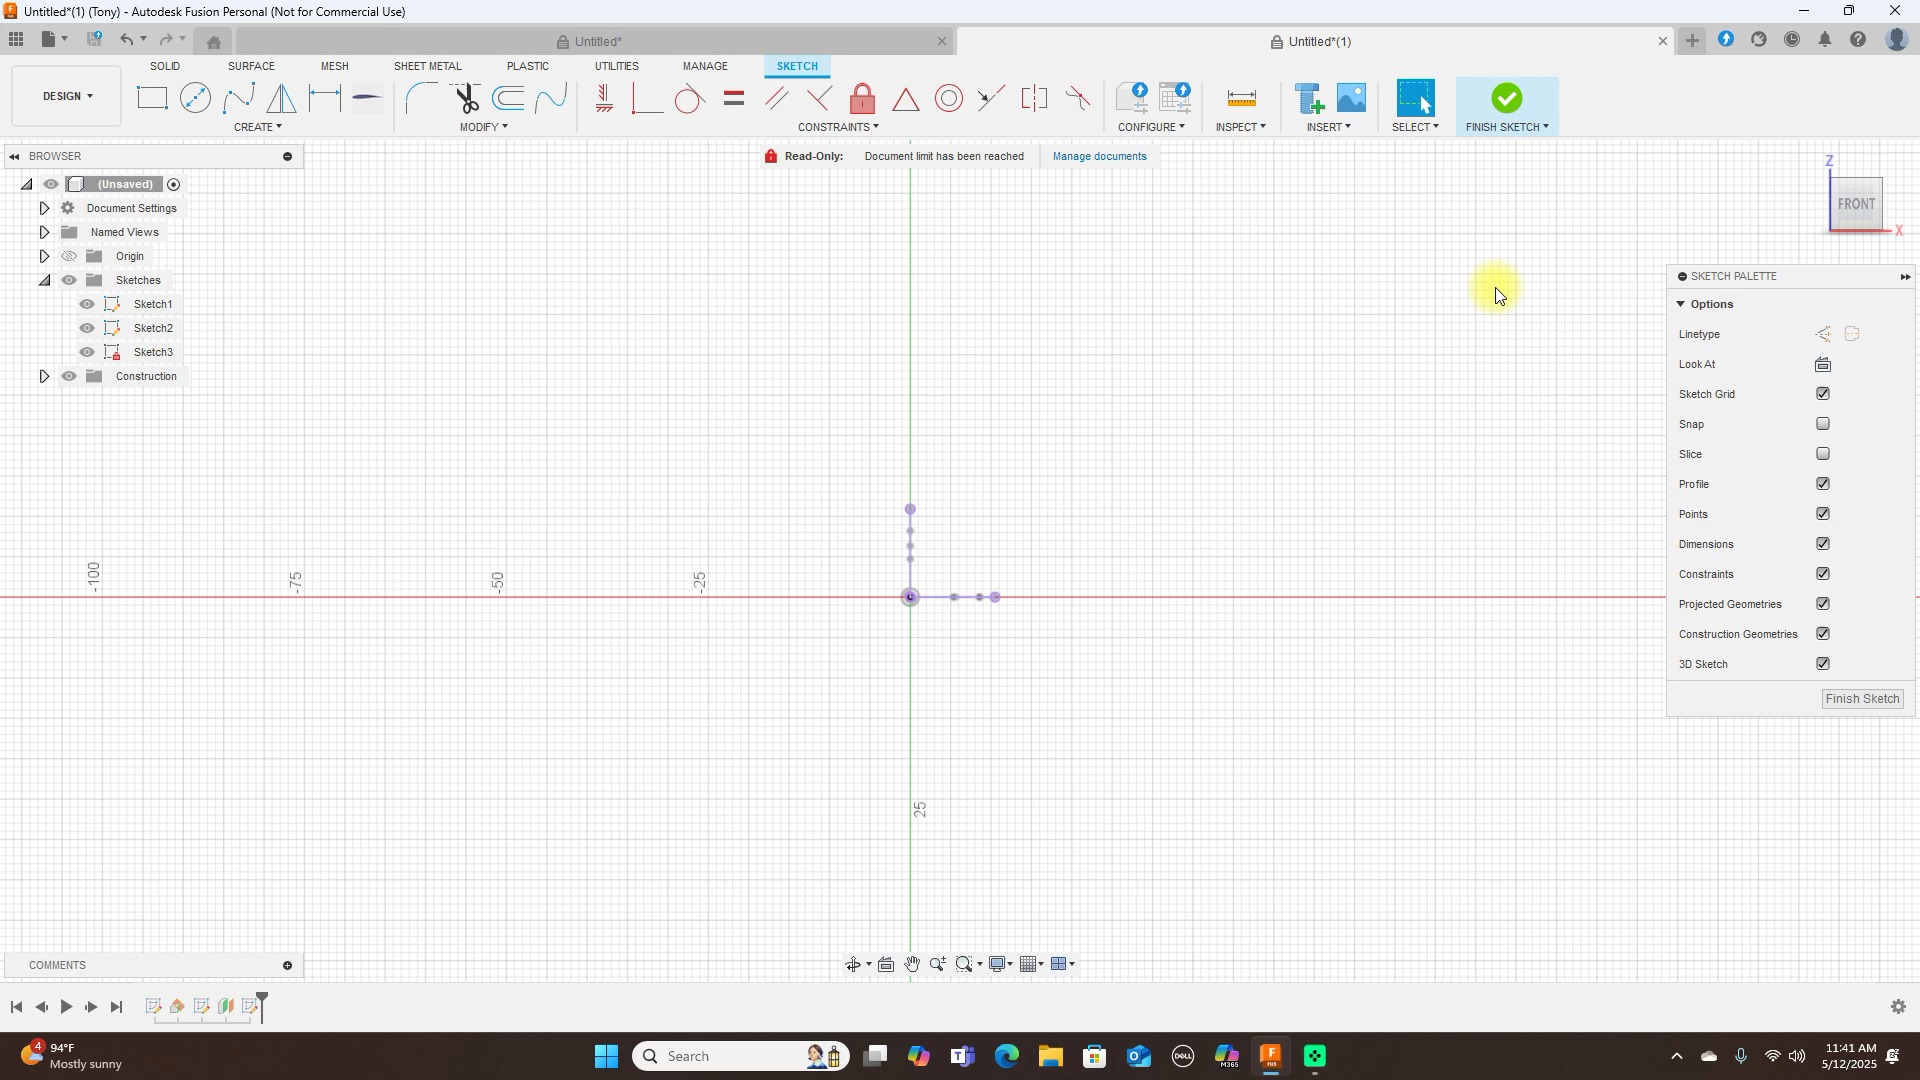 Untitled*(1) (Tony) - Autodesk Fusion Personal (Not for Commercial Use)
Untitled*
Untitled*(1)
SOLID SURFACE MESH SHEET METAL PLASTIC UTILITIES MANAGE SKETCH
DESIGN
CREATE MODIFY CONSTRAINTS CONFIGURE INSPECT INSERT SELECT FINISH SKETCH
BROWSER
Read-Only: Document limit has been reached Manage documents
(Unsaved)
Document Settings
Named Views
Origin
Sketches
Sketch1
Sketch2
Sketch3
Construction
Z
FRONT
X
SKETCH PALETTE
Options
Linetype
Look At
Sketch Grid
Snap
Slice
Profile
Points
Dimensions
Constraints
Projected Geometries
Construction Geometries
3D Sketch
Finish Sketch
-100
-75
-50
-25
25
COMMENTS
4
94°F
Mostly sunny
Search
DELL
M365
FUS
11:41 AM
5/12/2025